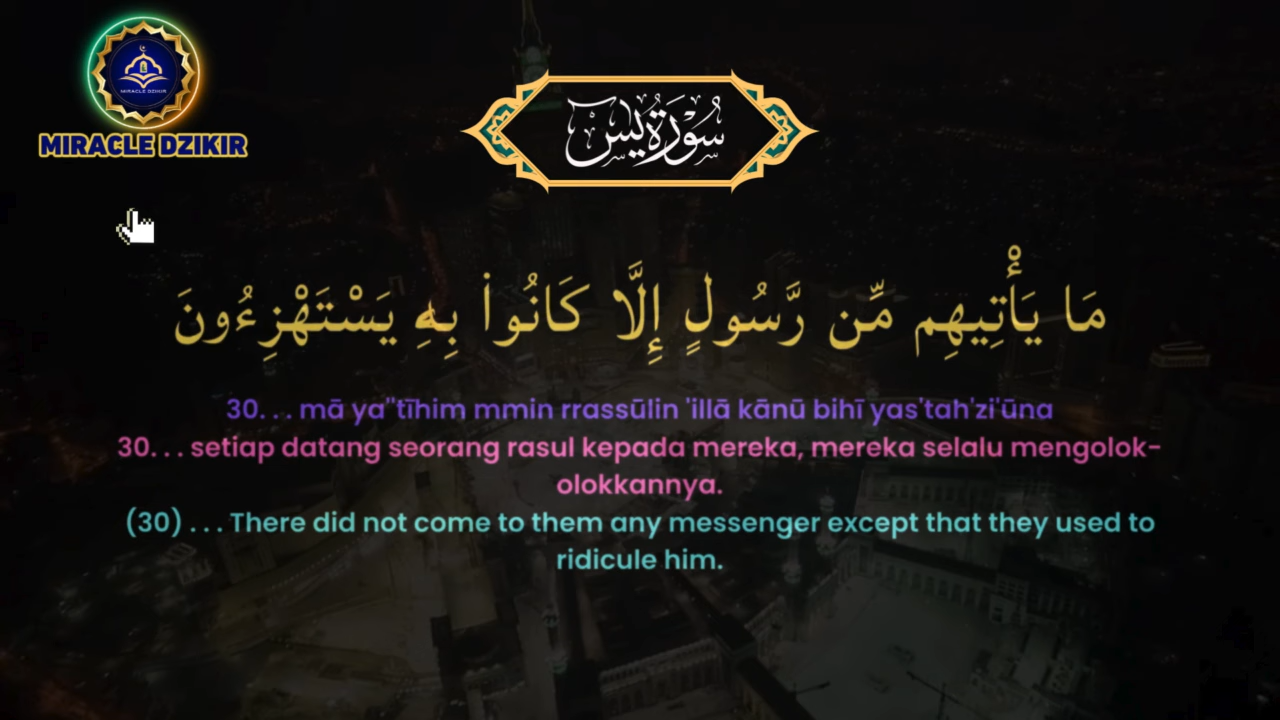 MIRACLE DZIKIR
MIRACLE DZIKIR
سُورَةُ يس
مَا يَأْتِيهِم مِّن رَّسُولٍ إِلَّا كَانُوا۟ بِهِۦ يَسْتَهْزِءُونَ
30. . . mā ya"tīhim mmin rrassūlin 'illā kānū bihī yas'tah'zi'ūna
30. . . setiap datang seorang rasul kepada mereka, mereka selalu mengolok-
olokkannya.
(30) . . . There did not come to them any messenger except that they used to
ridicule him.